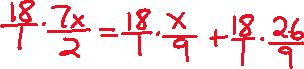 18/1 · 7x/2 = 18/1 · x/9 + 18/1 · 26/9